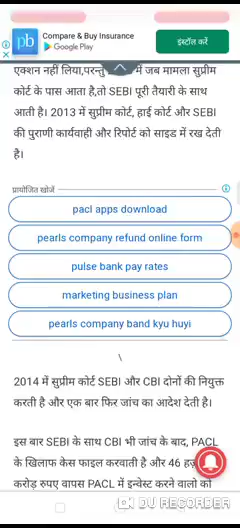 Compare & Buy Insurance
pb
Google Play
इंस्टॉल करें
एक्शन नहीं लिया,परन्तु में जब मामला सुप्रीम
कोर्ट के पास आता है,तो SEBI पूरी तैयारी के साथ
आती है। 2013 में सुप्रीम कोर्ट, हाई कोर्ट और SEBI
की पुराणी कार्यवाही और रिपोर्ट को साइड में रख देती
है।
प्रायोजित खोजें
pacl apps download
pearls company refund online form
pulse bank pay rates
marketing business plan
pearls company band kyu huyi
\
2014 में सुप्रीम कोर्ट SEBI और CBI दोनों की नियुक्त
करती है और एक बार फिर जांच का आदेश देती है।
इस बार SEBI के साथ CBI भी जांच के बाद, PACL
के खिलाफ केस फाइल करवाती है और 46
करोड़ रुपए वापस PACL में इन्वेस्ट करने वालो को
DU RECORDER